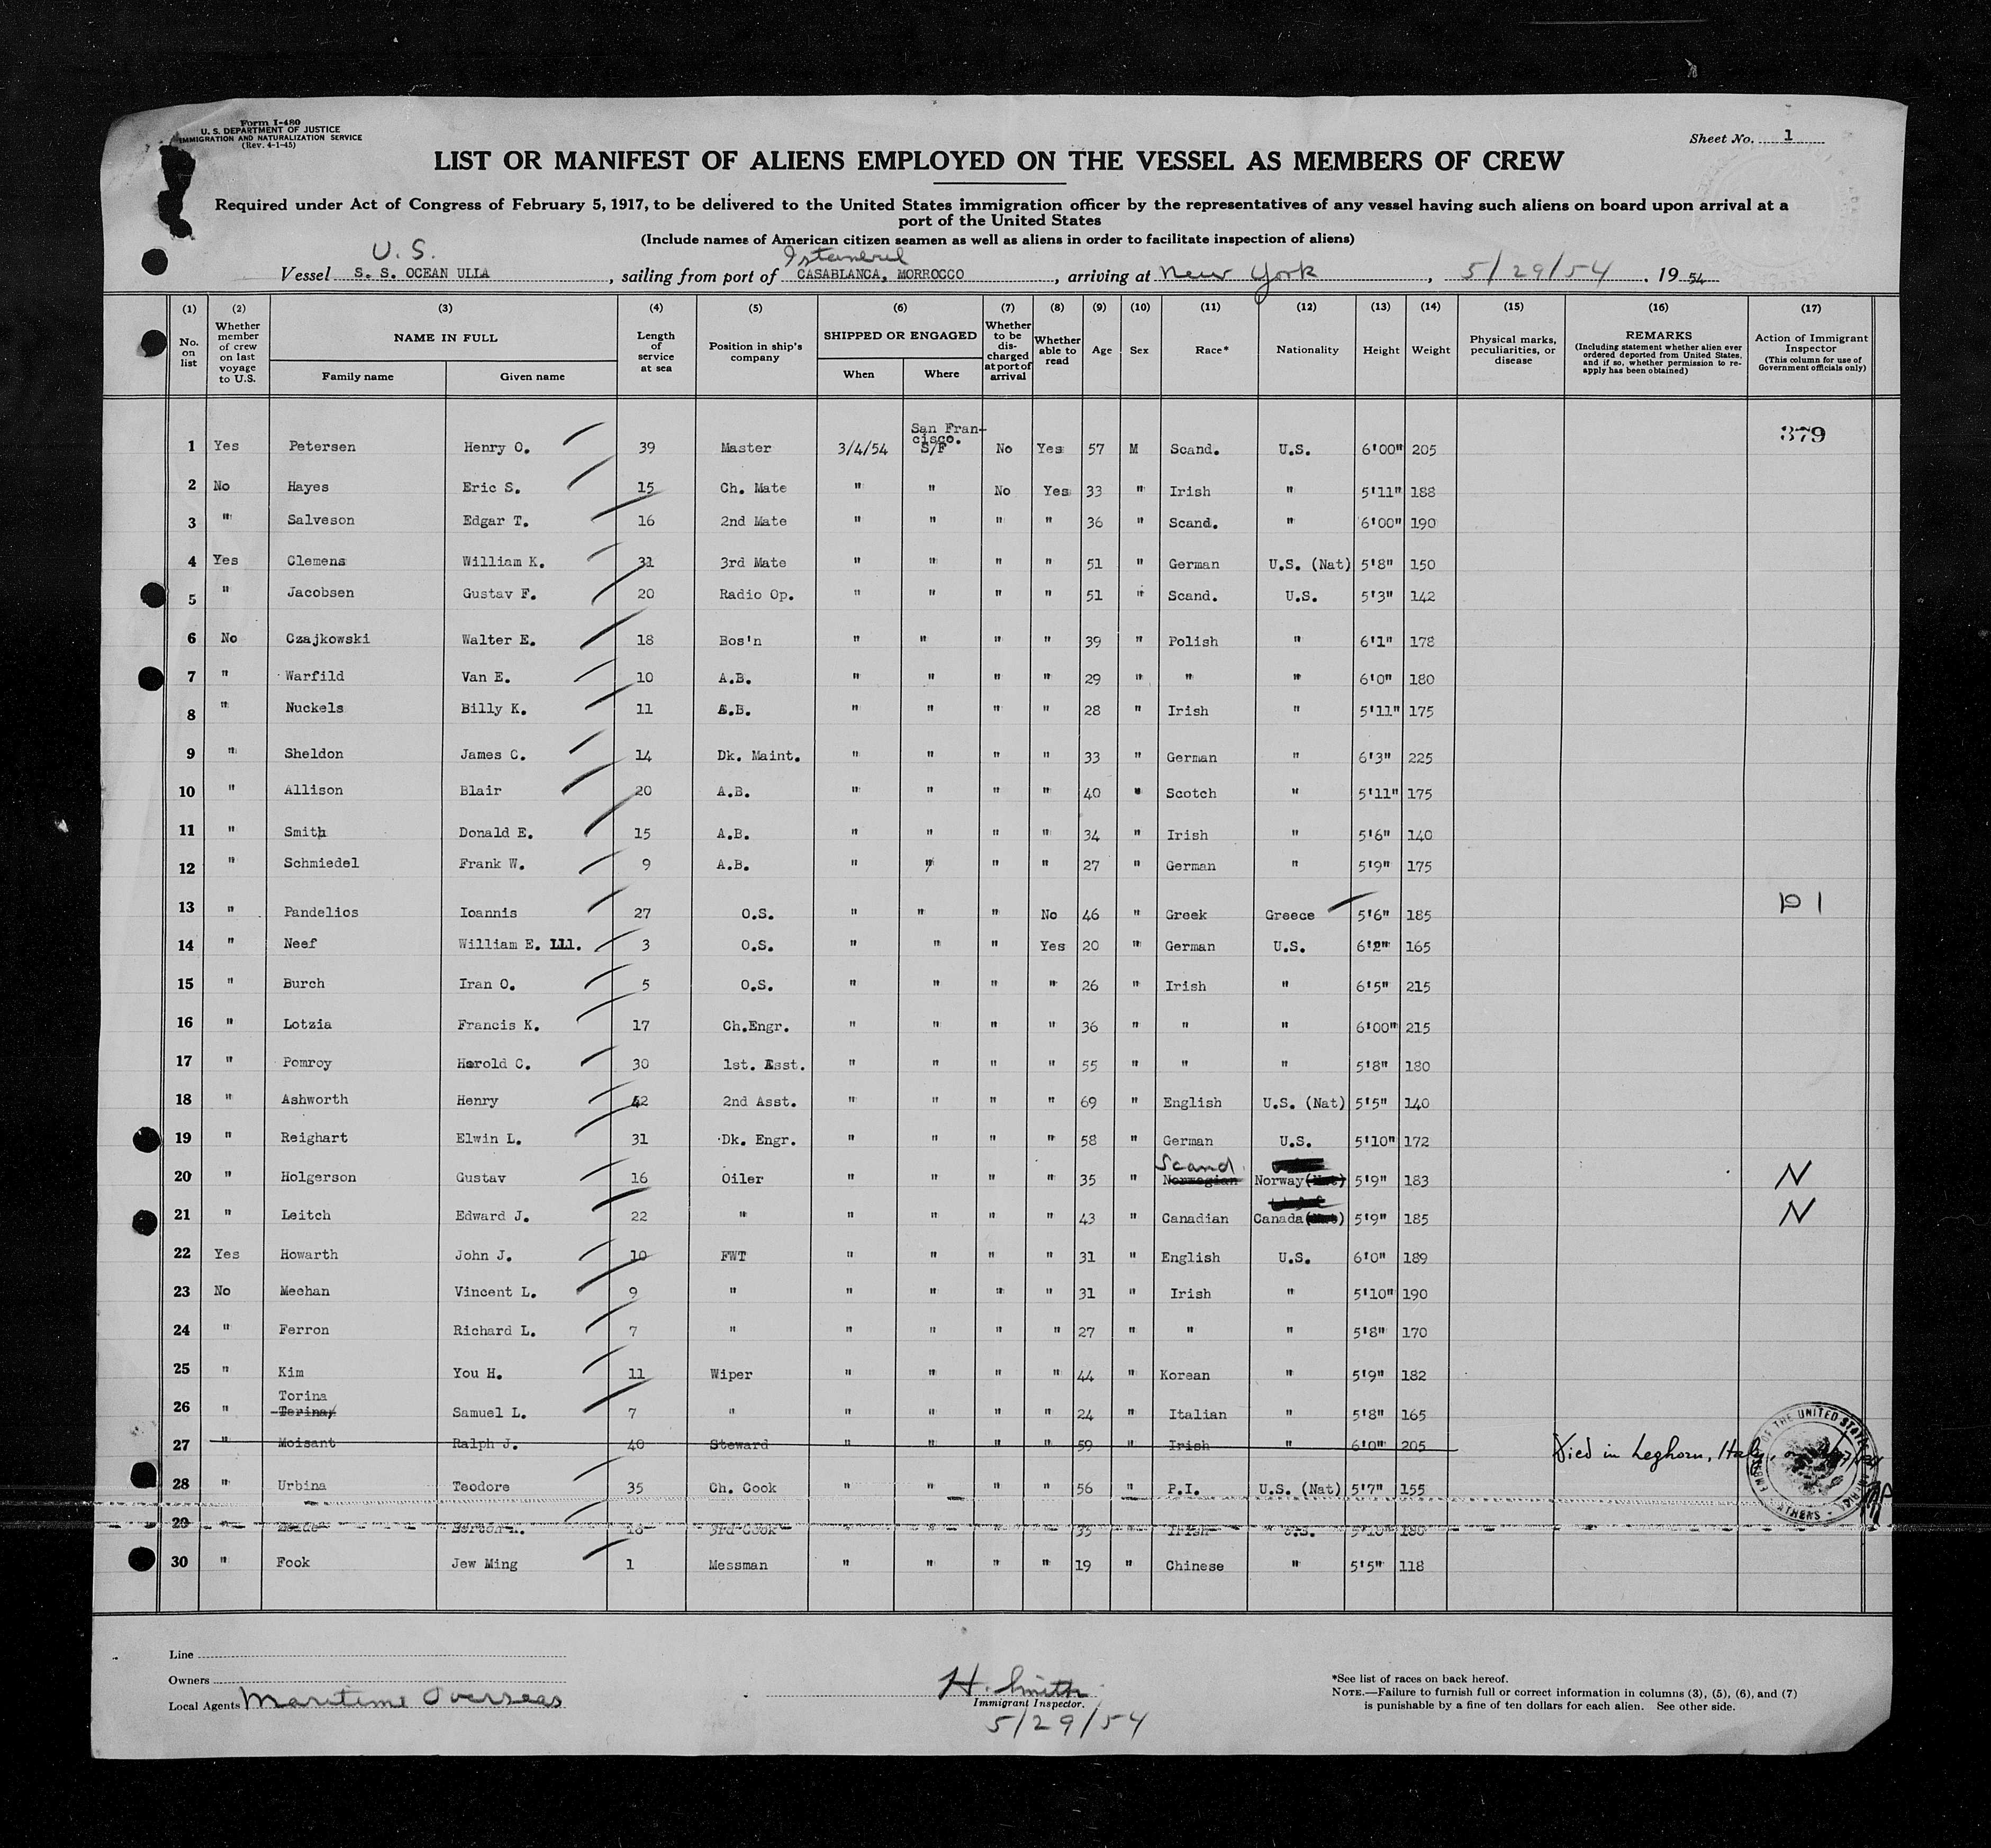 Form I-480
U. S. DEPARTMENT OF JUSTICE
IMMIGRATION AND NATURALIZATION SERVICE
(Rev. 4-1-45)
Sheet No. 1
LIST OR MANIFEST OF ALIENS EMPLOYED ON THE VESSEL AS MEMBERS OF CREW
Required under Act of Congress of February 5, 1917, to be delivered to the United States immigration officer by the representatives of any vessel having such aliens on board upon arrival at a
port of the United States
(Include names of American citizen seamen as well as aliens in order to facilitate inspection of aliens)
U.S.
Vessel S. S. OCEAN ULLA , sailing from port of CASABLANCA, MORROCO , arriving at New York , 5/29/54 , 19 54
(1) (2) (3) (4) (5) (6) (7) (8) (9) (10) (11) (12) (13) (14) (15) (16) (17)
No. on list
Whether member of crew on last voyage to U.S.
NAME IN FULL
Family name Given name
Length of service at sea
Position in ship's company
SHIPPED OR ENGAGED
When Where
Whether to be discharged at port of arrival
Whether able to read
Age
Sex
Race*
Nationality
Height
Weight
Physical marks, peculiarities, or disease
REMARKS
(Including statement whether alien ever ordered deported from United States, and if so, whether permission to re-apply has been obtained)
Action of Immigrant Inspector
(This column for use of Government officials only)
San Fran-
cisco.
379
1 Yes Petersen Henry O. 39 Master 3/4/54 S/F No Yes 57 M Scand. U.S. 6'00" 205
2 No Hayes Eric S. 15 Ch. Mate " " No Yes 33 " Irish " 5'11" 188
3 " Salveson Edgar T. 16 2nd Mate " " " " 36 " Scand. " 6'00" 190
4 Yes Clemens William K. 31 3rd Mate " " " " 51 " German U.S. (Nat) 5'8" 150
5 " Jacobsen Gustav F. 20 Radio Op. " " " " 51 " Scand. U.S. 5'3" 142
6 No Czajkowski Walter E. 18 Bos'n " " " " 39 " Polish " 6'1" 178
7 " Warfild Van E. 10 A.B. " " " " 29 " " " 6'0" 180
8 " Nuckels Billy K. 11 A.B. " " " " 28 " Irish " 5'11" 175
9 " Sheldon James C. 14 Dk. Maint. " " " " 33 " German " 6'3" 225
10 " Allison Blair 20 A.B. " " " " 40 " Scotch " 5'11" 175
11 " Smith Donald E. 15 A.B. " " " " 34 " Irish " 5'6" 140
12 " Schmiedel Frank W. 9 A.B. " " " " 27 " German " 5'9" 175
13 " Pandelios Ioannis 27 O.S. " " " No 46 " Greek Greece 5'6" 185 D 1
14 " Neef William E. lll. 3 O.S. " " " Yes 20 " German U.S. 6'2" 165
15 " Burch Iran O. 5 O.S. " " " " 26 " Irish " 6'5" 215
16 " Lotzia Francis K. 17 Ch.Engr. " " " " 36 " " " 6'00" 215
17 " Pomroy Harold C. 30 1st. Asst. " " " " 55 " " " 5'8" 180
18 " Ashworth Henry 42 2nd Asst. " " " " 69 " English U.S. (Nat) 5'5" 140
19 " Reighart Elwin L. 31 Dk. Engr. " " " " 58 " German U.S. 5'10" 172
Scand.
20 " Holgerson Gustav 16 Oiler " " " " 35 " Norwegian Norway 5'9" 183 N
21 " Leitch Edward J. 22 " " " " " 43 " Canadian Canada 5'9" 185 N
22 Yes Howarth John J. 10 FWT " " " " 31 " English U.S. 6'0" 189
23 No Meehan Vincent L. 9 " " " " " 31 " Irish " 5'10" 190
24 " Ferron Richard L. 7 " " " " " 27 " " " 5'8" 170
25 " Kim You H. 11 Wiper " " " " 44 " Korean " 5'9" 182
Torina
26 " Terina Samuel L. 7 " " " " " 24 " Italian " 5'8" 165
27 " Moisant Ralph J. 40 Steward " " " " 59 " Irish " 6'0" 205 Died in Leghorn, Italy
28 " Urbina Teodore 35 Ch. Cook " " " " 56 " P.I. U.S. (Nat) 5'7" 155
29 " 3rd Cook " " " " 35 " Irish " U.S. 5'10" 180
30 " Fook Jew Ming 1 Messman " " " " 19 " Chinese " 5'5" 118
Line
Owners
Local Agents Maritime Overseas
H. Smith
Immigrant Inspector.
5/29/54
*See list of races on back hereof.
NOTE.—Failure to furnish full or correct information in columns (3), (5), (6), and (7)
is punishable by a fine of ten dollars for each alien. See other side.